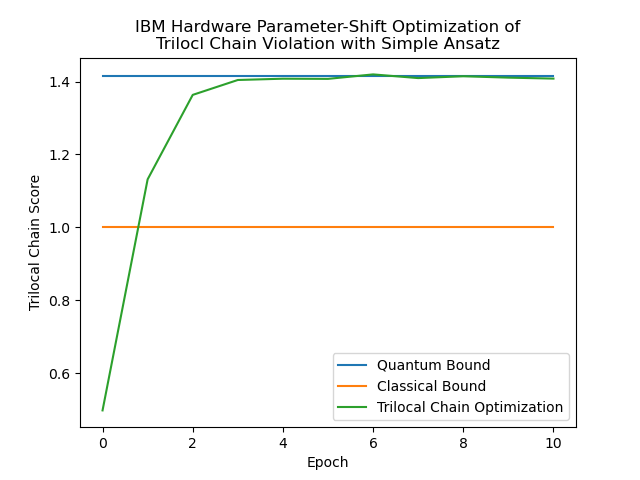 IBM Hardware Parameter-Shift Optimization of
Trilocl Chain Violation with Simple Ansatz
1.4
1.2
1.0
0.8
0.6
Trilocal Chain Score
Quantum Bound
Classical Bound
Trilocal Chain Optimization
0 2 4 6 8 10
Epoch